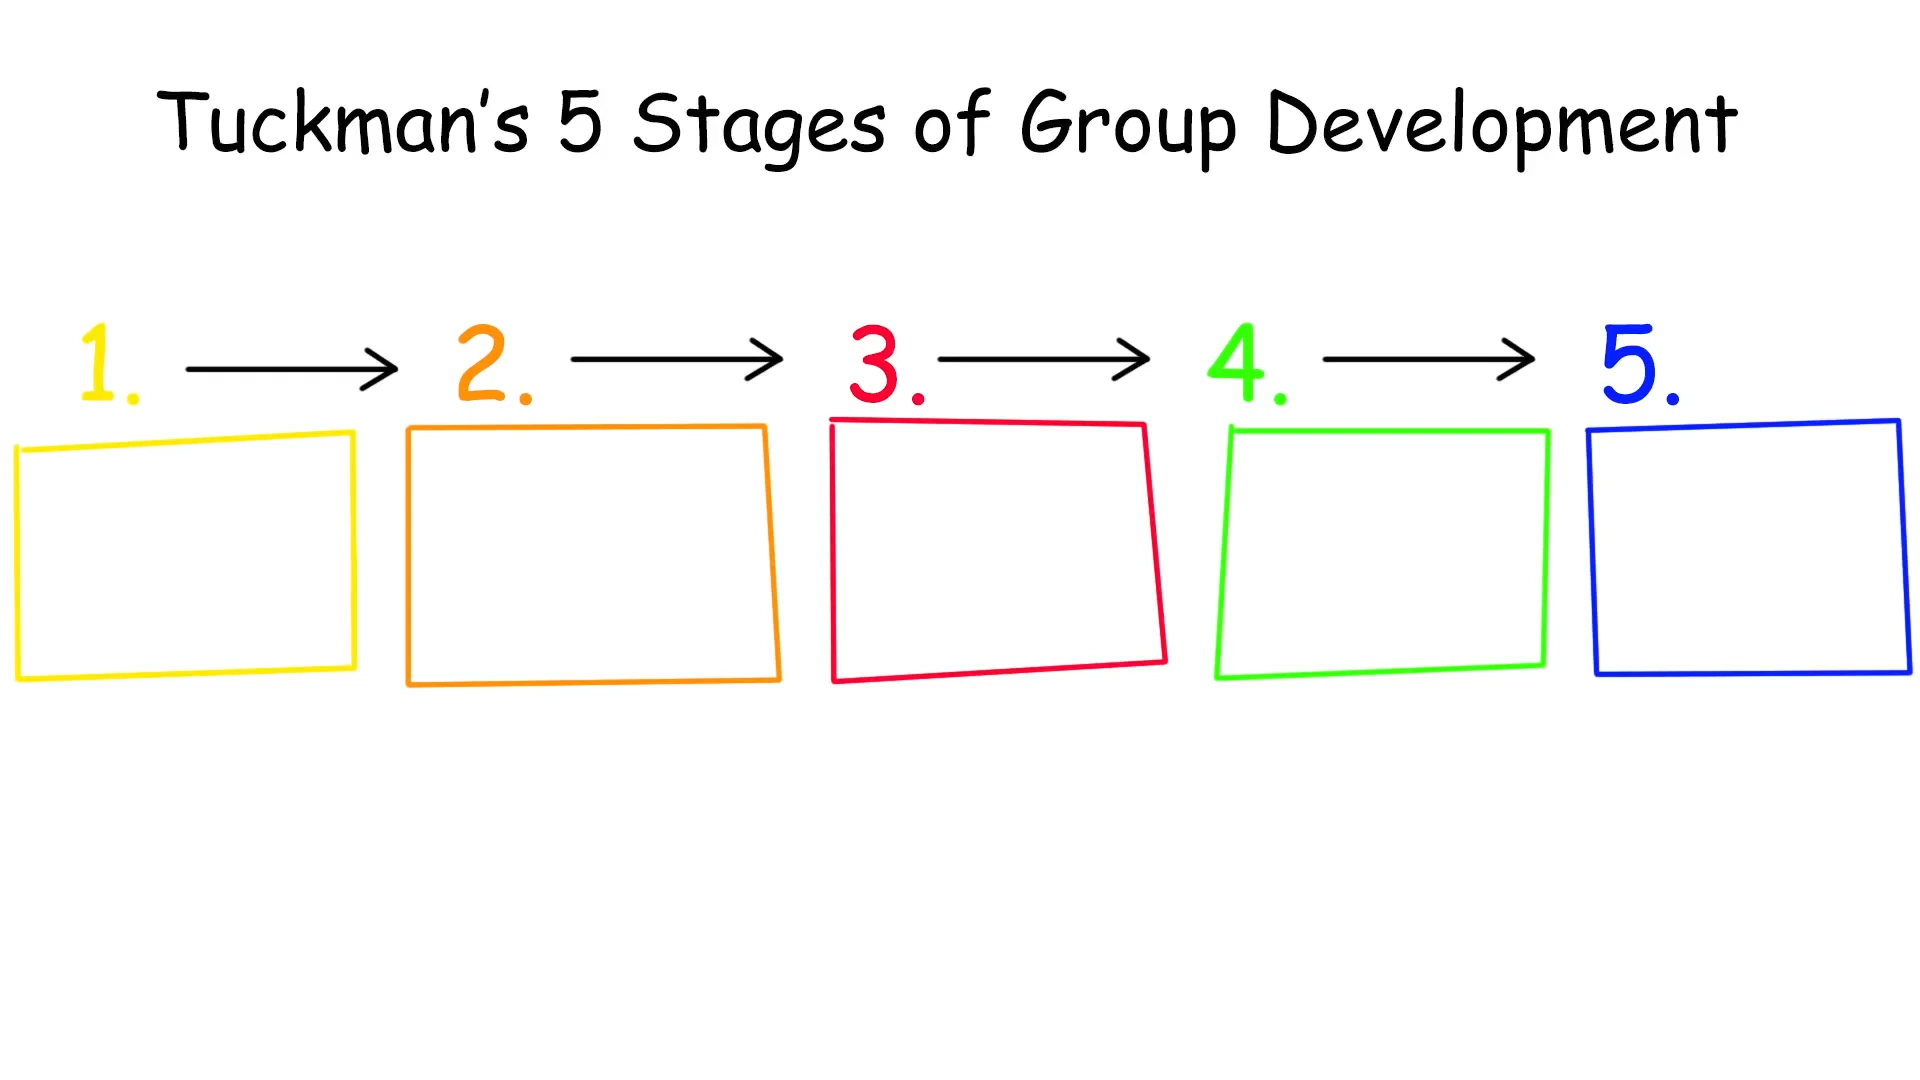 Tuckman's 5 Stages of Group Development
1. 2. 3. 4. 5.